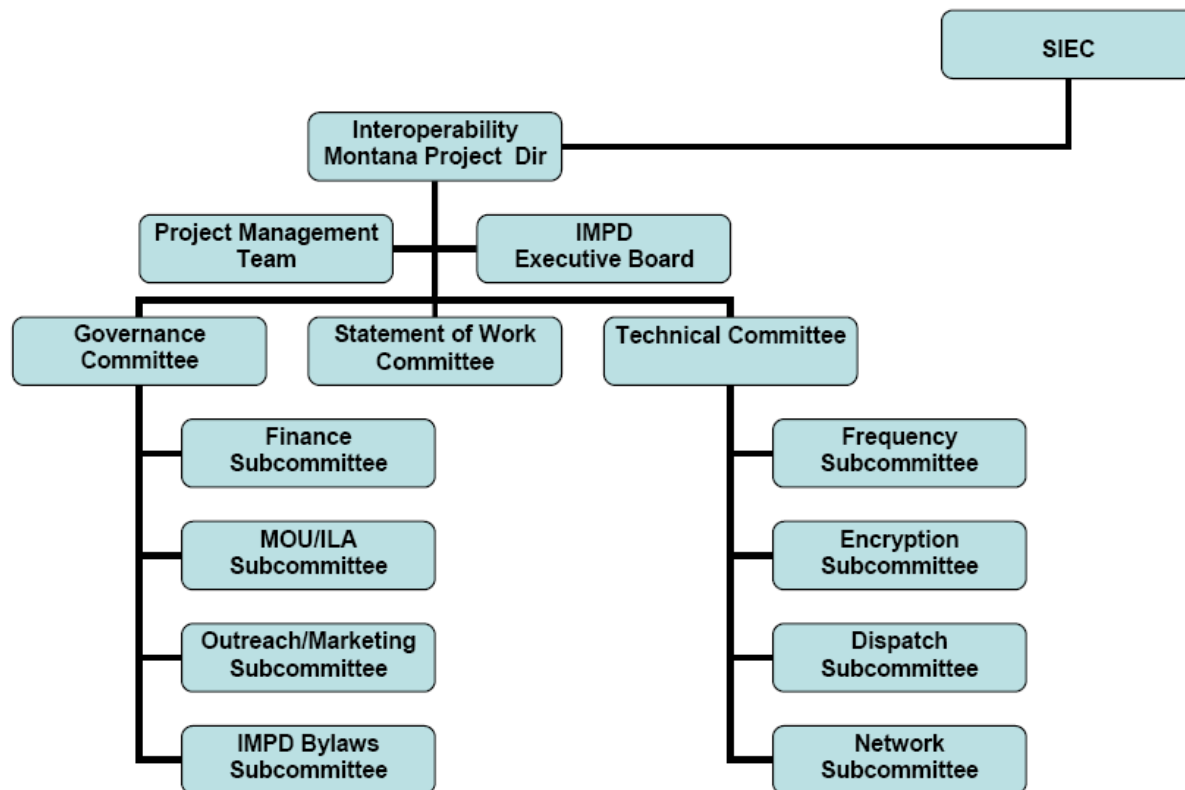 SIEC
Interoperability
Montana Project Dir
Project Management
Team
IMPD
Executive Board
Governance
Committee
Statement of Work
Committee
Technical Committee
Finance
Subcommittee
MOU/ILA
Subcommittee
Outreach/Marketing
Subcommittee
IMPD Bylaws
Subcommittee
Frequency
Subcommittee
Encryption
Subcommittee
Dispatch
Subcommittee
Network
Subcommittee